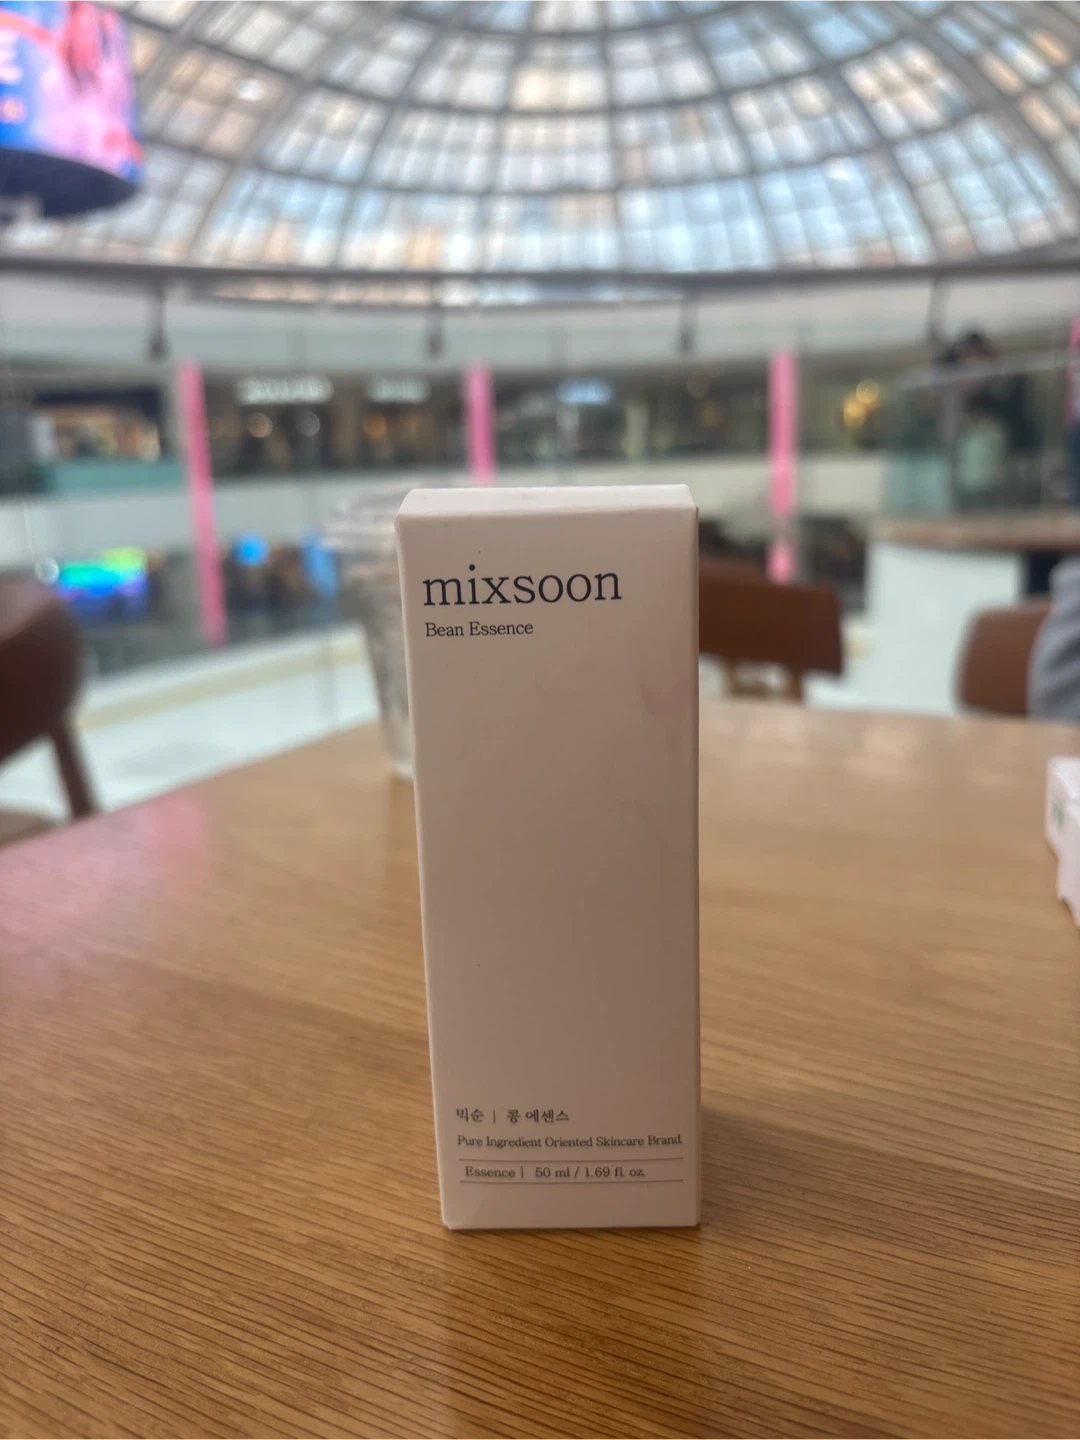 mixsoon
Bean Essence
믹순 | 콩 에센스
Pure Ingredient Oriented Skincare Brand.
Essence | 50 ml / 1.69 fl. oz.